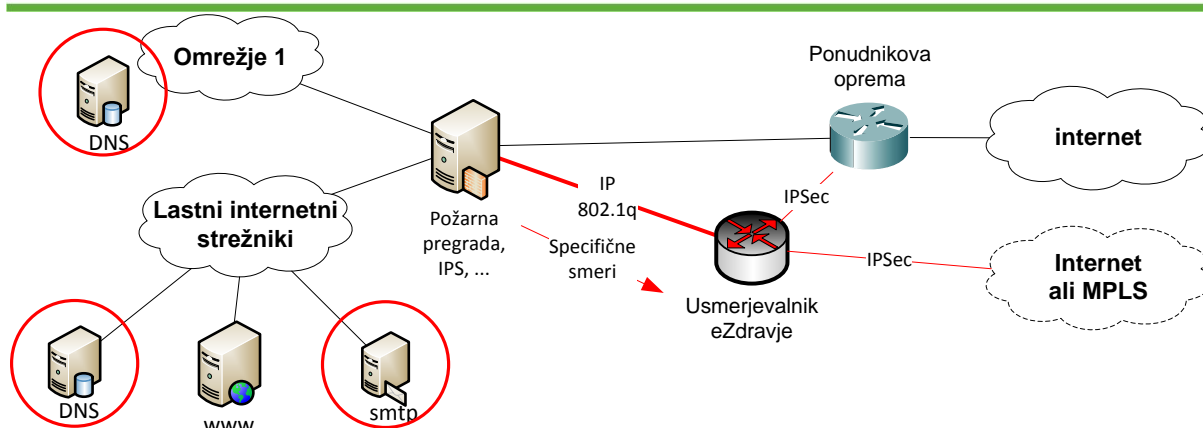 Omrežje 1
DNS
Ponudnikova
oprema
internet
IP
802.1q
IPSec
Lastni internetni
strežniki
Požarna
pregrada,
IPS, ...
Specifične
smeri
IPSec
Internet
ali MPLS
Usmerjevalnik
eZdravje
DNS
www
smtp